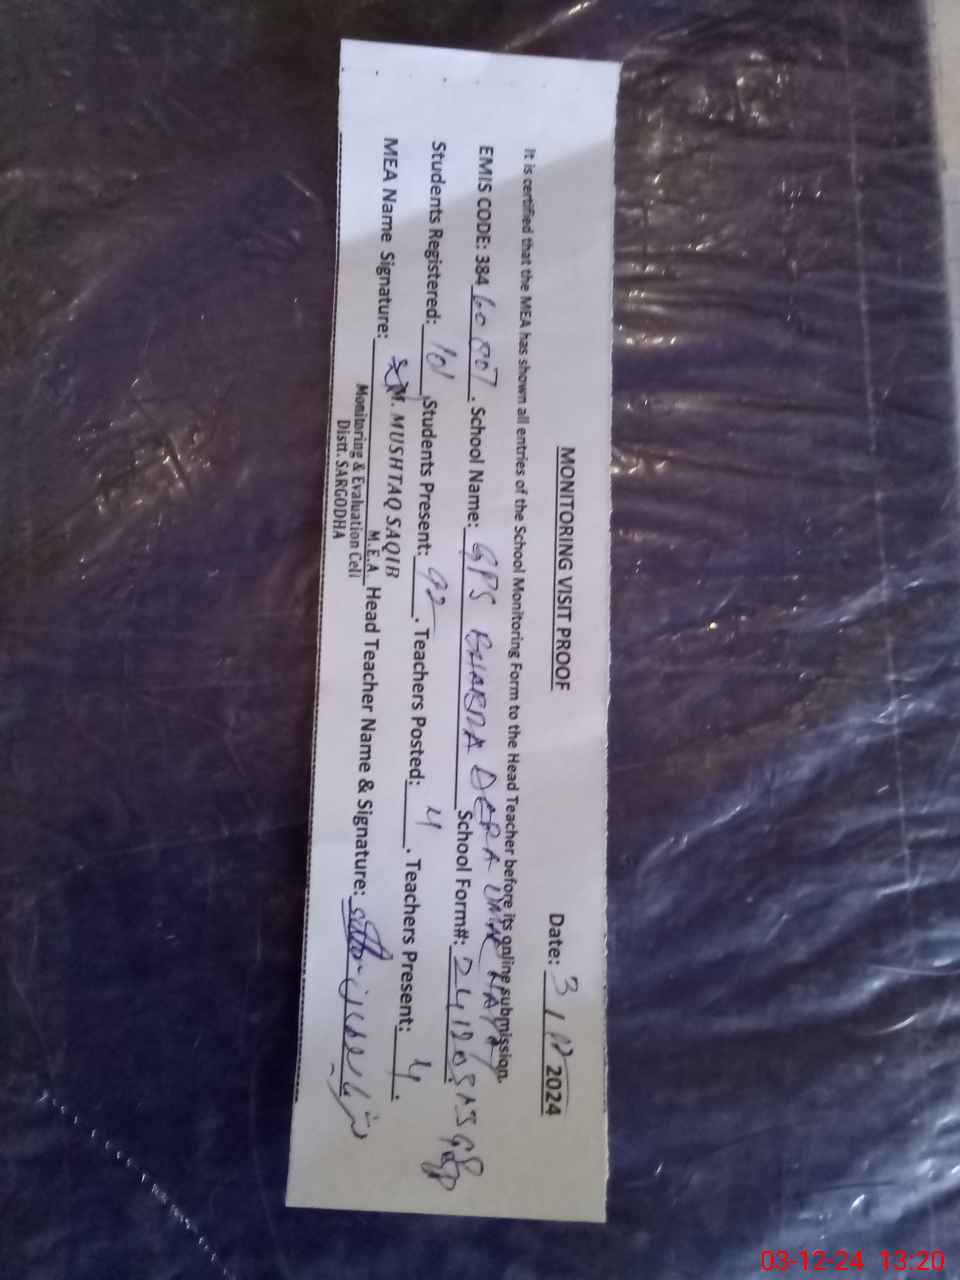 MONITORING VISIT PROOF
Date: 3/12/2024
It is certified that the MEA has shown all entries of the School Monitoring Form to the Head Teacher before its online submission.
EMIS CODE: 384 , School Name: GPS DERA UMAR HAYAT School Form#:
Students Registered: 101 , Students Present: 92 , Teachers Posted: 4 , Teachers Present: 4 .
MEA Name Signature: M. MUSHTAQ SAQIB Head Teacher Name & Signature:
M.E.A
Monitoring & Evaluation Cell
Distt. SARGODHA
03-12-24 13:20